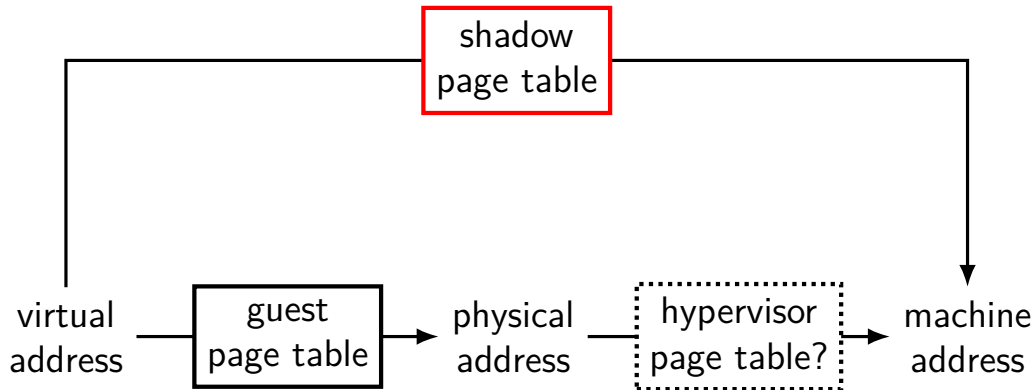 shadow
page table
virtual
address
guest
page table
physical
address
hypervisor
page table?
machine
address